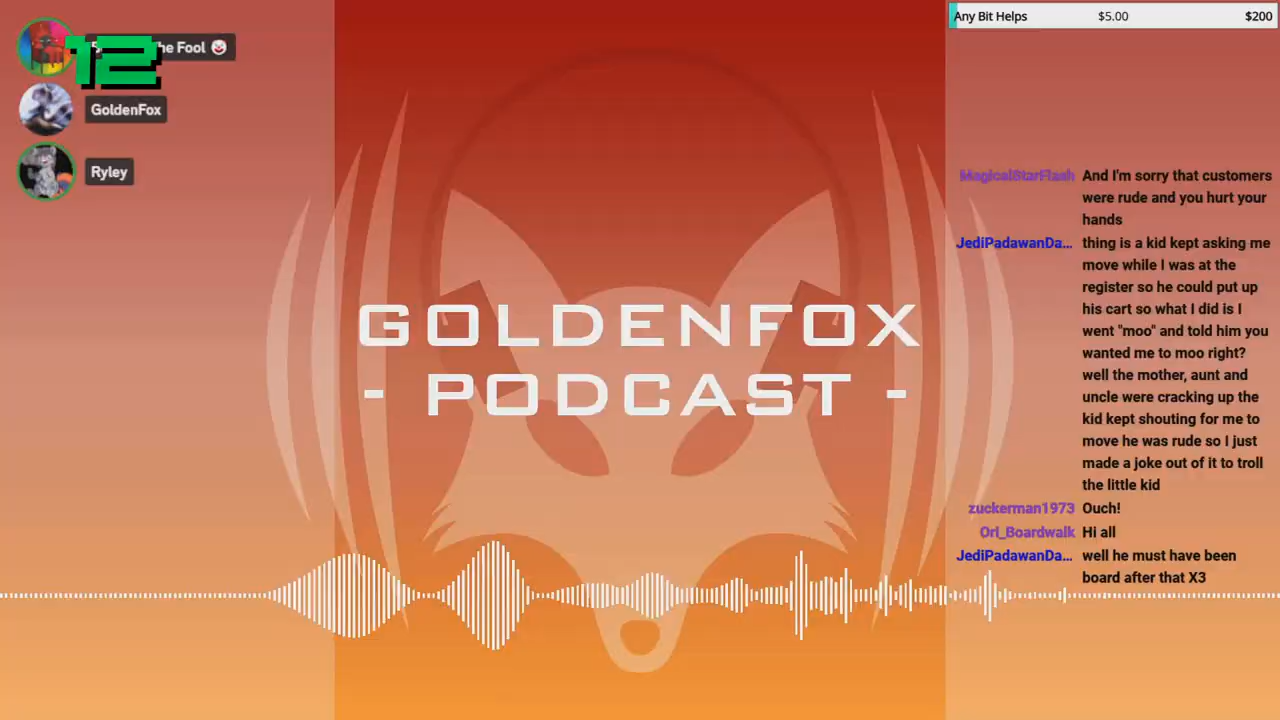 12
he Fool 🤡
GoldenFox
Ryley
GOLDENFOX
- PODCAST -
Any Bit Helps $5.00 $200
MagicalStarFlash And I'm sorry that customers
were rude and you hurt your
hands
JediPadawanDa... thing is a kid kept asking me
move while I was at the
register so he could put up
his cart so what I did is I
went "moo" and told him you
wanted me to moo right?
well the mother, aunt and
uncle were cracking up the
kid kept shouting for me to
move he was rude so I just
made a joke out of it to troll
the little kid
zuckerman1973 Ouch!
Ori_Boardwalk Hi all
JediPadawanDa... well he must have been
board after that X3